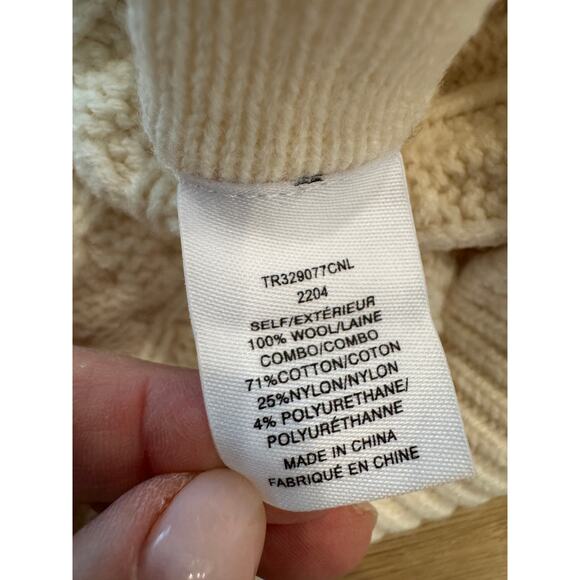 TR329077CNL
2204
SELF/EXTÉRIEUR
100% WOOL/LAINE
COMBO/COMBO
71%COTTON/COTON
25%NYLON/NYLON
4% POLYURETHANE/
POLYURÉTHANNE
MADE IN CHINA
FABRIQUÉ EN CHINE